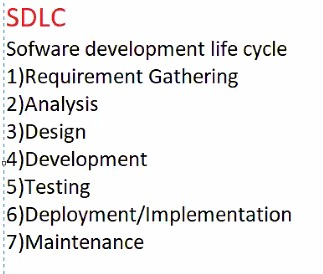 SDLC
Sofware development life cycle
1)Requirement Gathering
2)Analysis
3)Design
4)Development
5)Testing
6)Deployment/Implementation
7)Maintenance